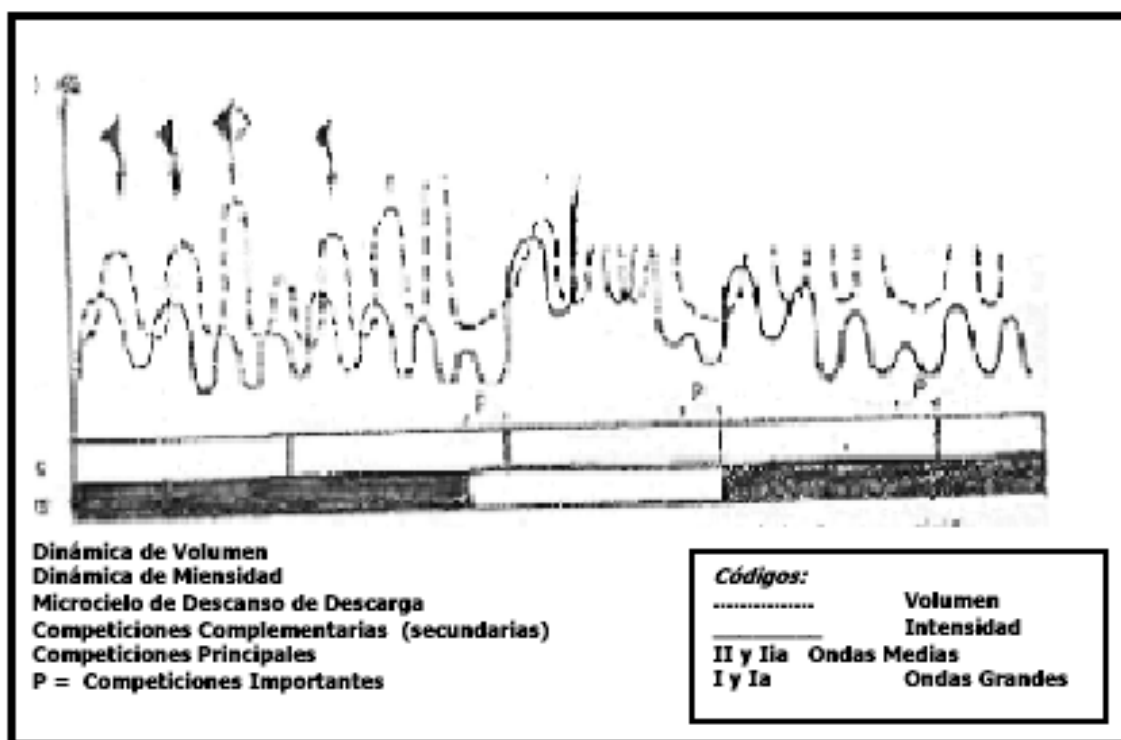 P
P
P
Dinámica de Volumen
Dinámica de Miensidad
Microcielo de Descanso de Descarga
Competiciones Complementarias (secundarias)
Competiciones Principales
P = Competiciones Importantes
Códigos:
................ Volumen
__________ Intensidad
II y Iia Ondas Medias
I y Ia Ondas Grandes